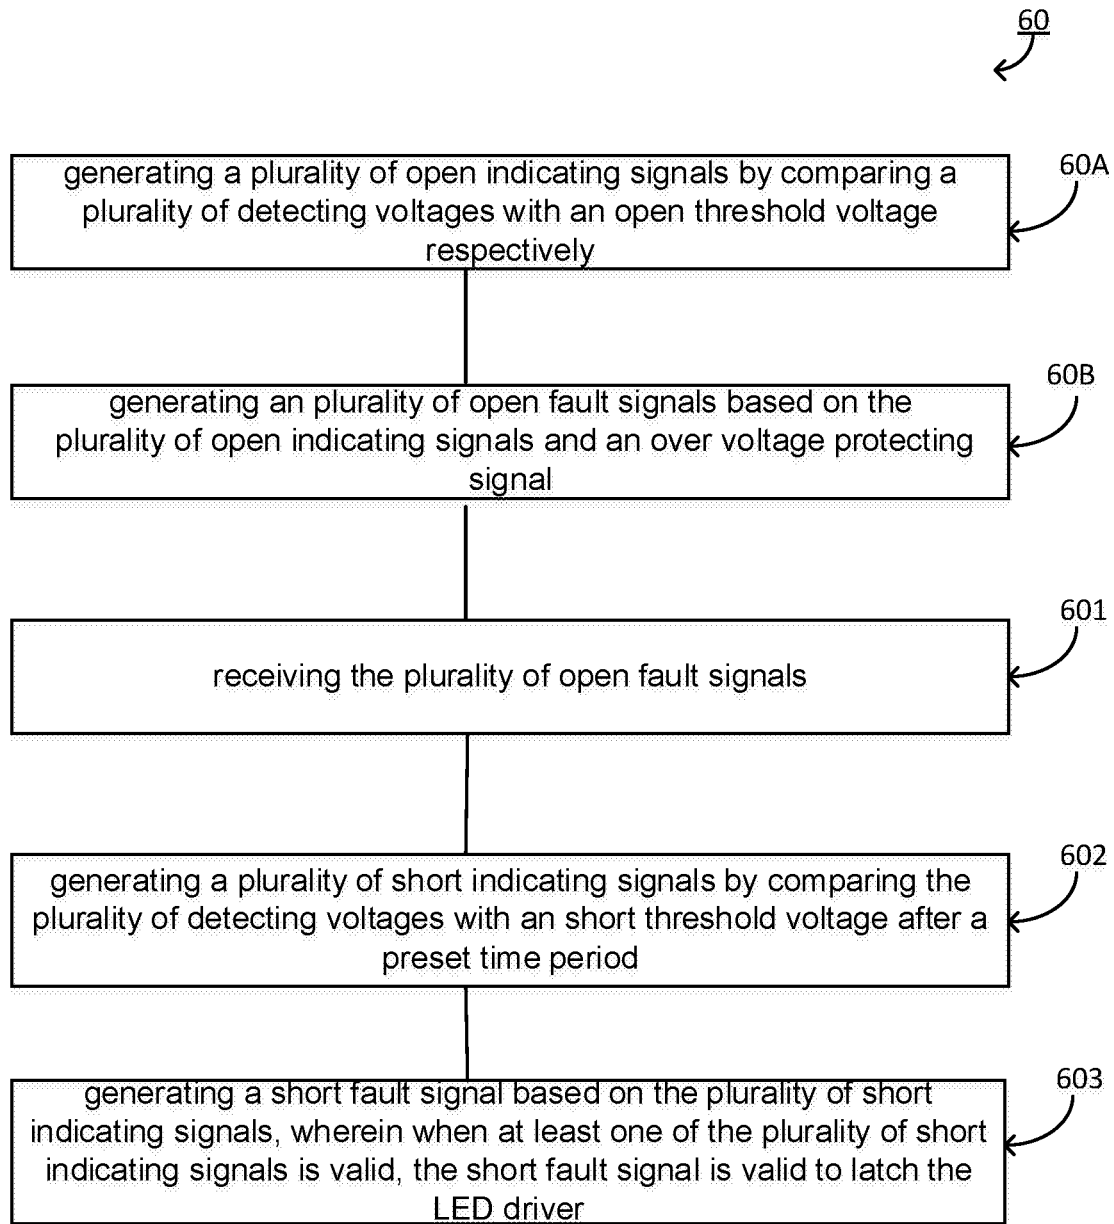 60
60A
generating a plurality of open indicating signals by comparing a
plurality of detecting voltages with an open threshold voltage
respectively
60B
generating an plurality of open fault signals based on the
plurality of open indicating signals and an over voltage protecting
signal
601
receiving the plurality of open fault signals
602
generating a plurality of short indicating signals by comparing the
plurality of detecting voltages with an short threshold voltage after a
preset time period
603
generating a short fault signal based on the plurality of short
indicating signals, wherein when at least one of the plurality of short
indicating signals is valid, the short fault signal is valid to latch the
LED driver